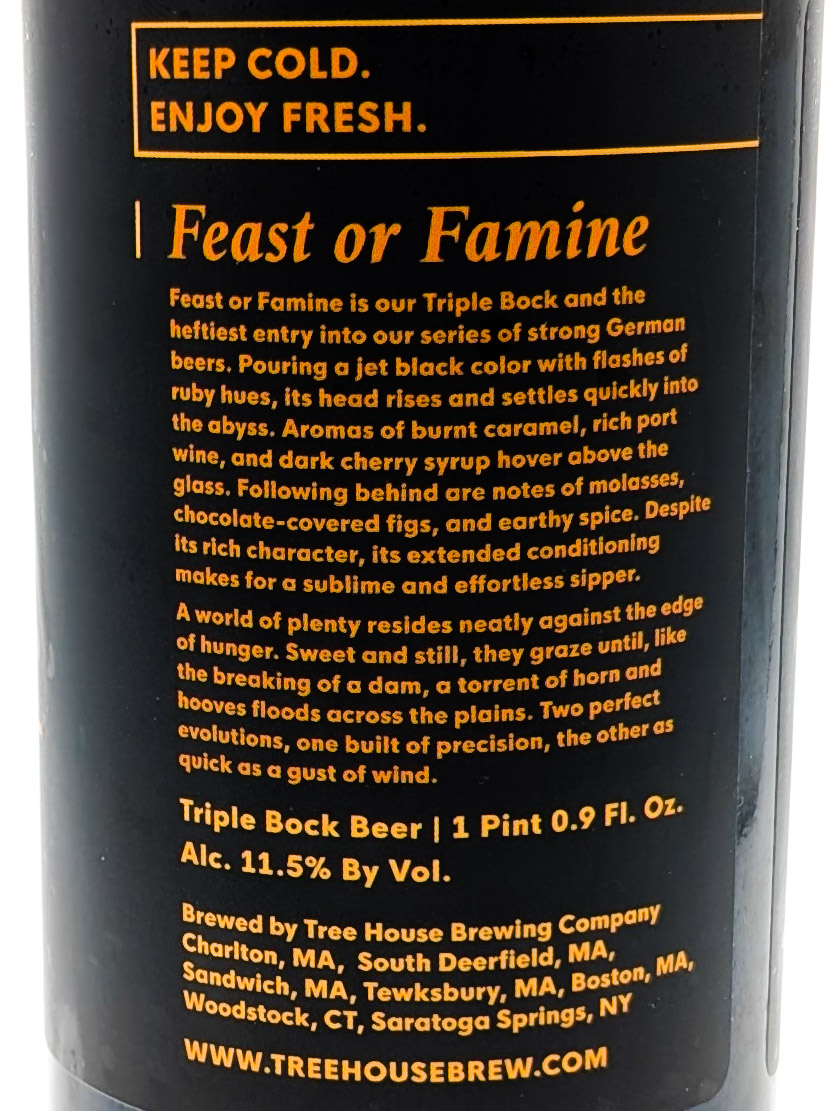 KEEP COLD.
ENJOY FRESH.
Feast or Famine
Feast or Famine is our Triple Bock and the
heftiest entry into our series of strong German
beers. Pouring a jet black color with flashes of
ruby hues, its head rises and settles quickly into
the abyss. Aromas of burnt caramel, rich port
wine, and dark cherry syrup hover above the
glass. Following behind are notes of molasses,
chocolate-covered figs, and earthy spice. Despite
its rich character, its extended conditioning
makes for a sublime and effortless sipper.
A world of plenty resides neatly against the edge
of hunger. Sweet and still, they graze until, like
the breaking of a dam, a torrent of horn and
hooves floods across the plains. Two perfect
evolutions, one built of precision, the other as
quick as a gust of wind.
Triple Bock Beer | 1 Pint 0.9 Fl. Oz.
Alc. 11.5% By Vol.
Brewed by Tree House Brewing Company
Charlton, MA, South Deerfield, MA,
Sandwich, MA, Tewksbury, MA, Boston, MA,
Woodstock, CT, Saratoga Springs, NY
WWW.TREEHOUSEBREW.COM